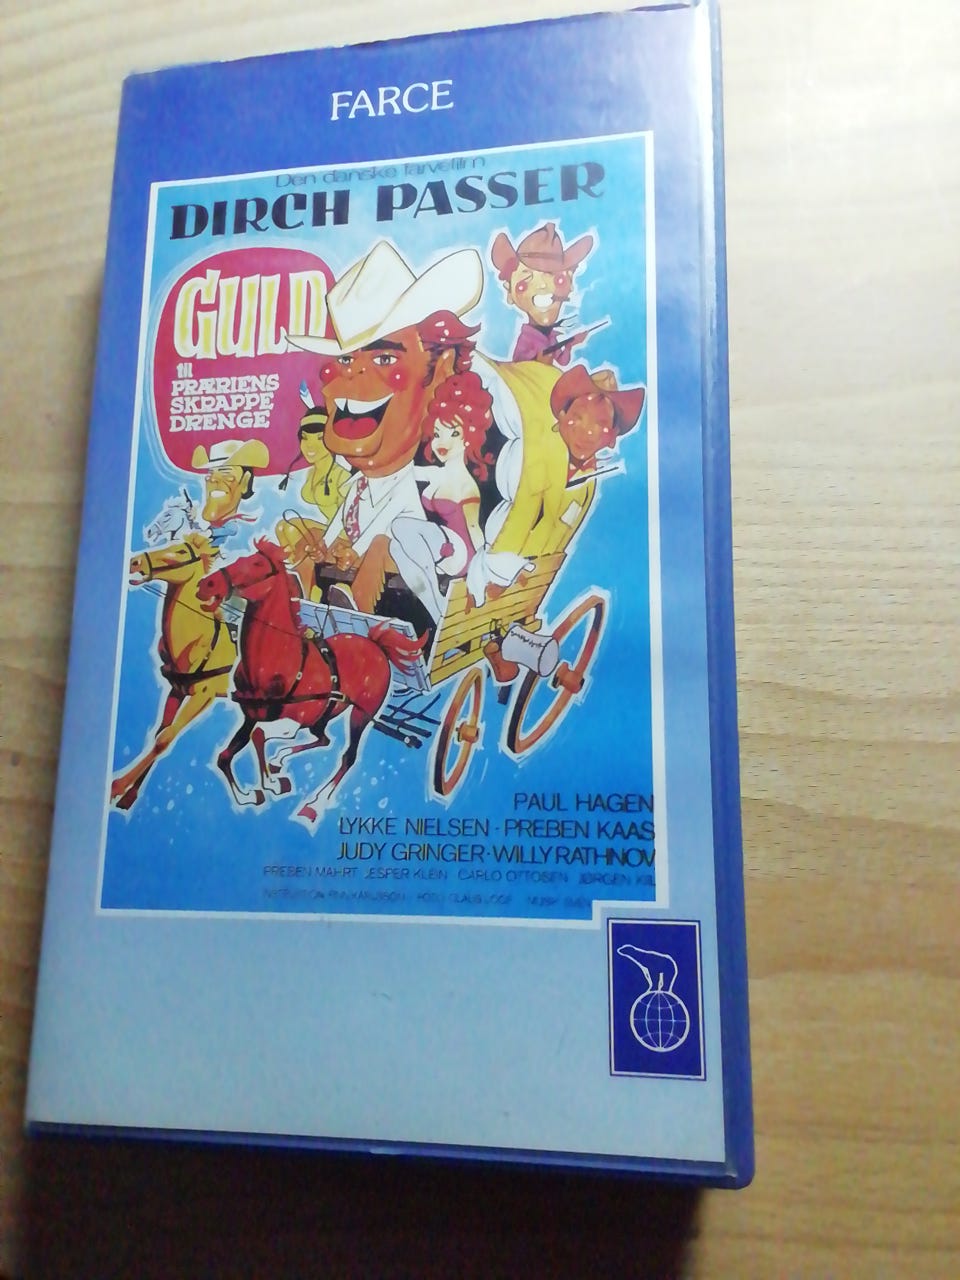 FARCE
Den danske farvefilm
DIRCH PASSER
GULD
til
PRÆRIENS
SKRAPPE
DRENGE
PAUL HAGEN
LYKKE NIELSEN · PREBEN KAAS
JUDY GRINGER · WILLY RATHNOV
PREBEN MAHRT JESPER KLEIN CARLO OTTOSEN JØRGEN KIIL